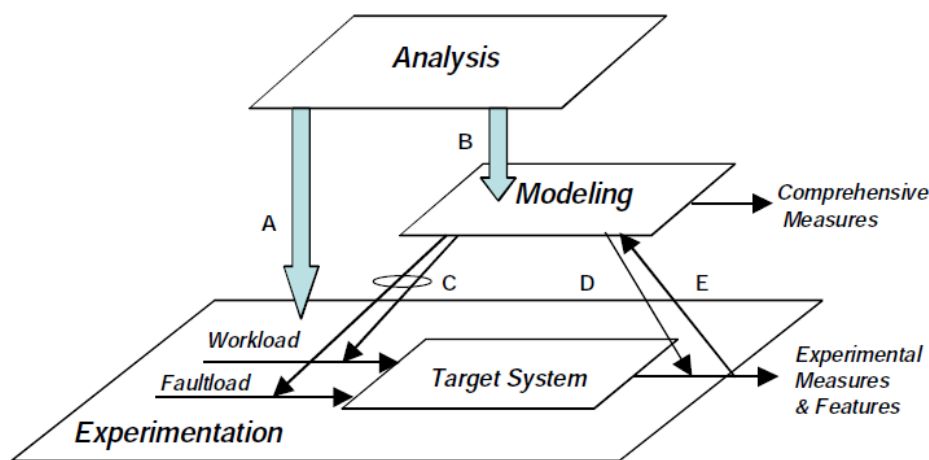 Analysis
B
Modeling
Comprehensive
Measures
A
C
D
E
Workload
Faultload
Target System
Experimental
Measures
& Features
Experimentation